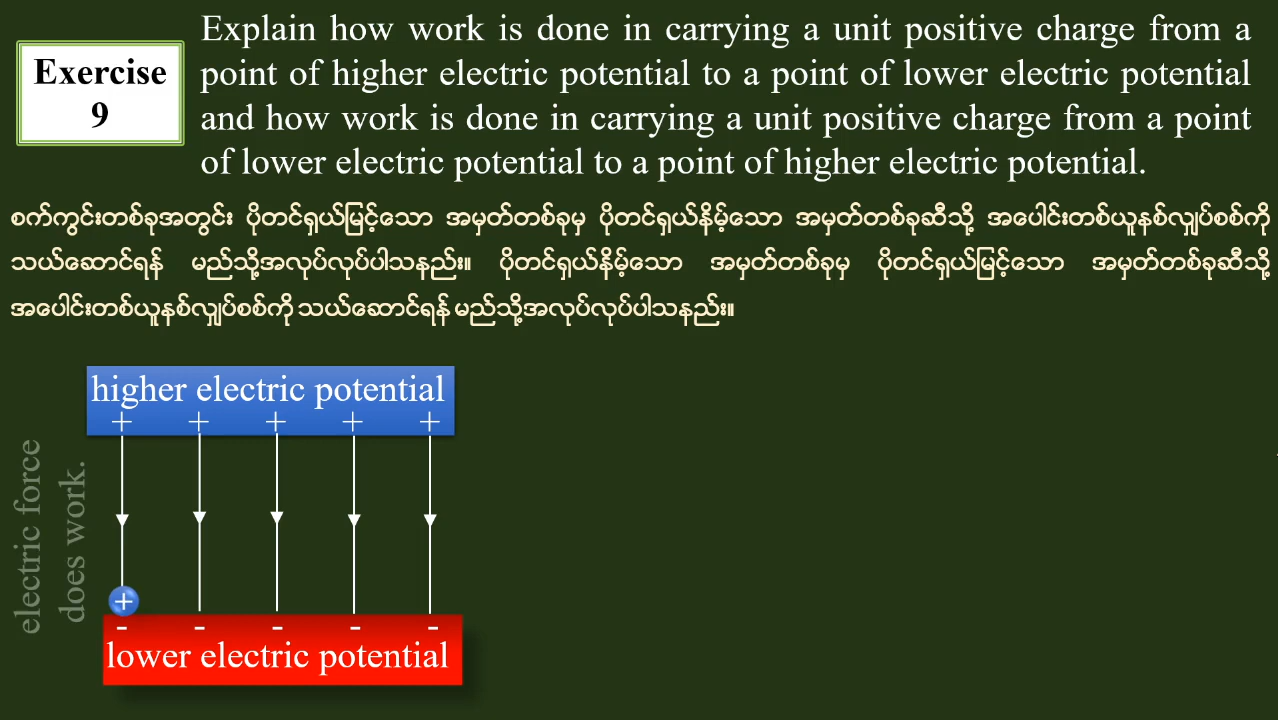 Exercise
9
Explain how work is done in carrying a unit positive charge from a
point of higher electric potential to a point of lower electric potential
and how work is done in carrying a unit positive charge from a point
of lower electric potential to a point of higher electric potential.
စက်ကွင်းတစ်ခုအတွင်း ပိုတင်ရှယ်မြင့်သော အမှတ်တစ်ခုမှ ပိုတင်ရှယ်နိမ့်သော အမှတ်တစ်ခုဆီသို့ အပေါင်းတစ်ယူနစ်လျှပ်စစ်ကို
သယ်ဆောင်ရန် မည်သို့အလုပ်လုပ်ပါသနည်း။ ပိုတင်ရှယ်နိမ့်သော အမှတ်တစ်ခုမှ ပိုတင်ရှယ်မြင့်သော အမှတ်တစ်ခုဆီသို့
အပေါင်းတစ်ယူနစ်လျှပ်စစ်ကို သယ်ဆောင်ရန် မည်သို့အလုပ်လုပ်ပါသနည်း။
higher electric potential
+ + + + +
electric force
does work.
+
- - - - -
lower electric potential